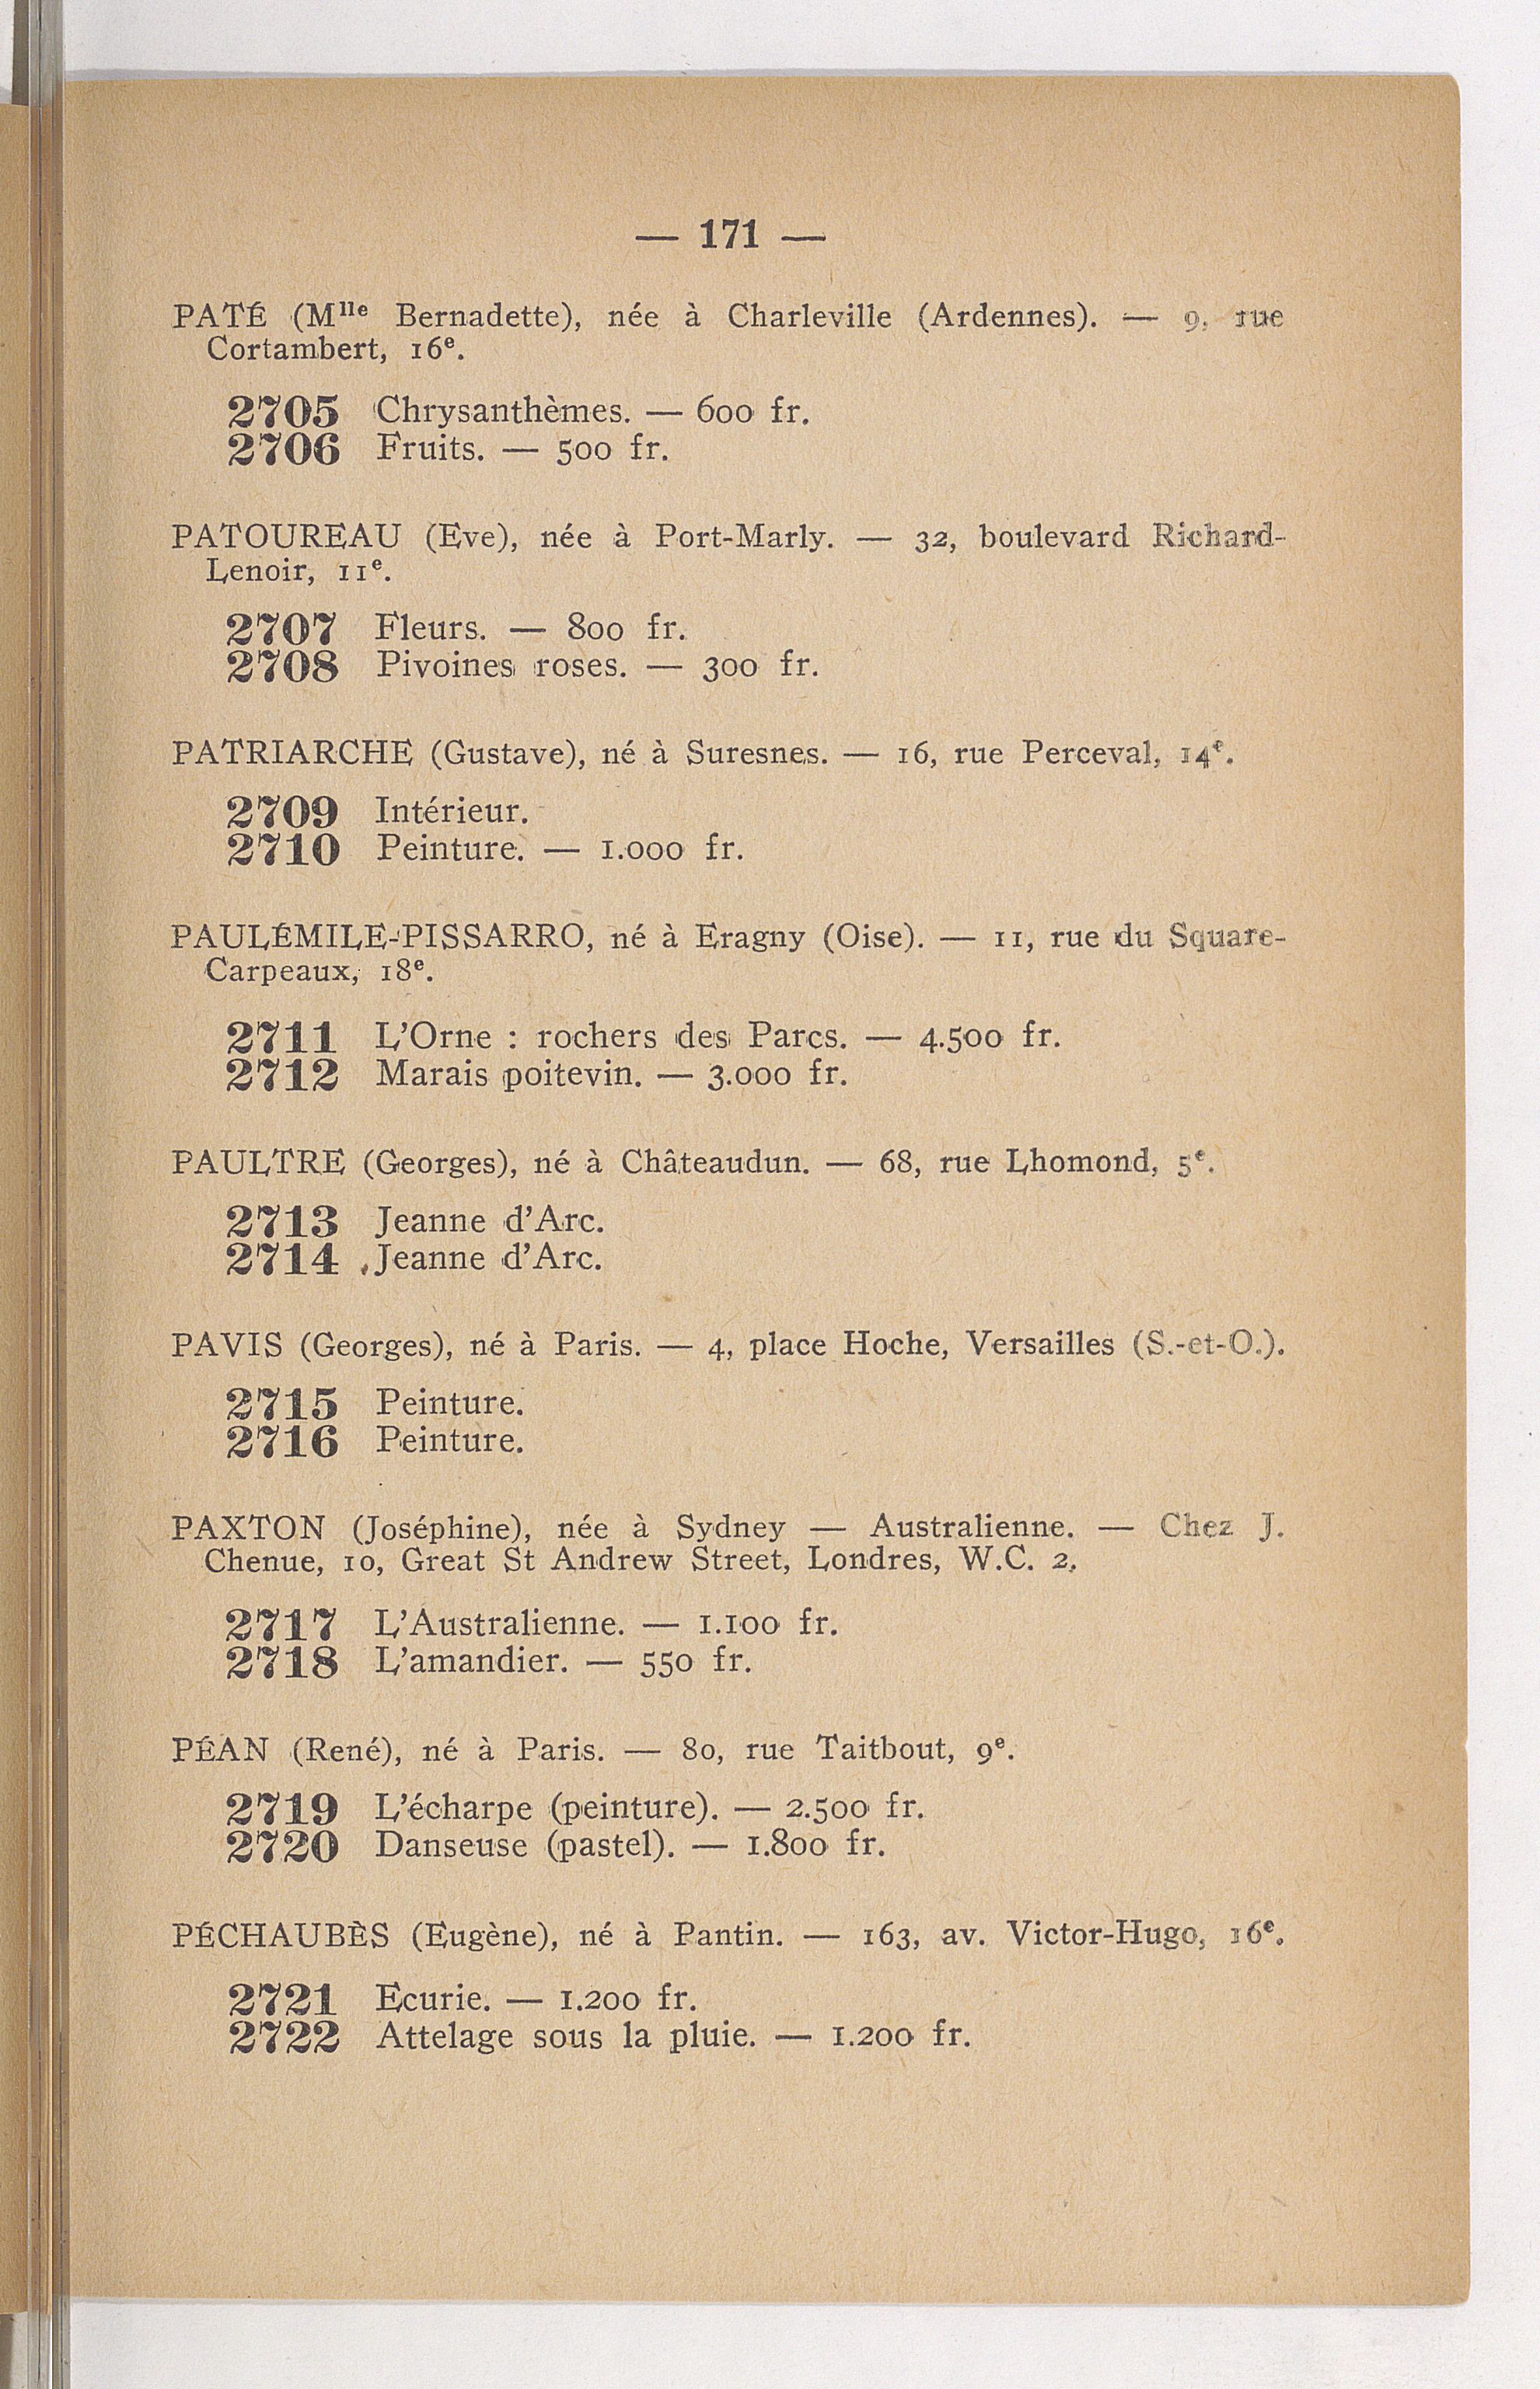 — 171 —
PATÉ (Mlle Bernadette), née à Charleville (Ardennes). — 9, rue
Cortambert, 16e.
2705 Chrysanthèmes. — 600 fr.
2706 Fruits. — 500 fr.
PATOUREAU (Eve), née à Port-Marly. — 32, boulevard Richard-
Lenoir, 11e.
2707 Fleurs. — 800 fr.
2708 Pivoines roses. — 300 fr.
PATRIARCHE (Gustave), né à Suresnes. — 16, rue Perceval, 14e.
2709 Intérieur.
2710 Peinture. — 1.000 fr.
PAULÉMILE-PISSARRO, né à Eragny (Oise). — 11, rue du Square-
Carpeaux, 18e.
2711 L'Orne : rochers des Parcs. — 4.500 fr.
2712 Marais poitevin. — 3.000 fr.
PAULTRE (Georges), né à Châteaudun. — 68, rue Lhomond, 5e.
2713 Jeanne d'Arc.
2714 Jeanne d'Arc.
PAVIS (Georges), né à Paris. — 4, place Hoche, Versailles (S.-et-O.).
2715 Peinture.
2716 Peinture.
PAXTON (Joséphine), née à Sydney — Australienne. — Chez J.
Chenue, 10, Great St Andrew Street, Londres, W.C. 2.
2717 L'Australienne. — 1.100 fr.
2718 L'amandier. — 550 fr.
PÉAN (René), né à Paris. — 80, rue Taitbout, 9e.
2719 L'écharpe (peinture). — 2.500 fr.
2720 Danseuse (pastel). — 1.800 fr.
PÉCHAUBÈS (Eugène), né à Pantin. — 163, av. Victor-Hugo, 16e.
2721 Ecurie. — 1.200 fr.
2722 Attelage sous la pluie. — 1.200 fr.